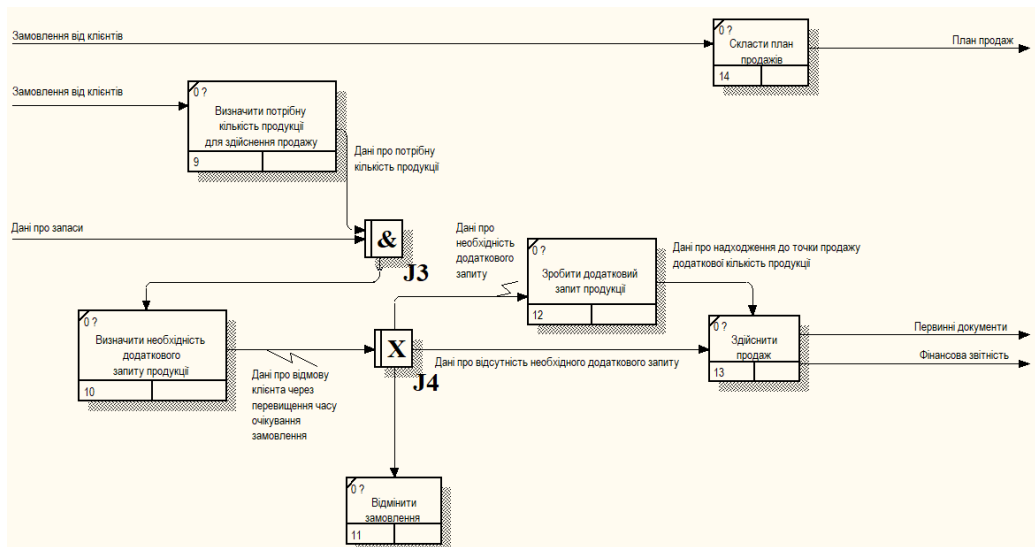 Замовлення від клієнтів
0 ?
Скласти план
продажів
14
План продаж
Замовлення від клієнтів
0 ?
Визначити потрібну
кількість продукції
для здійснення продажу
9
Дані про потрібну
кількість продукції
Дані про запаси
&
J3
Дані про
необхідність
додаткового
запиту
0 ?
Зробити додатковий
запит продукції
12
Дані про надходження до точки продажу
додаткової кількість продукції
0 ?
Визначити необхідність
додаткового
запиту продукції
10
Дані про відмову
клієнта через
перевищення часу
очікування
замовлення
X
J4
Дані про відсутність необхідного додаткового запиту
0 ?
Здійснити
продаж
13
Первинні документи
Фінансова звітність
0 ?
Відмінити
замовлення
11